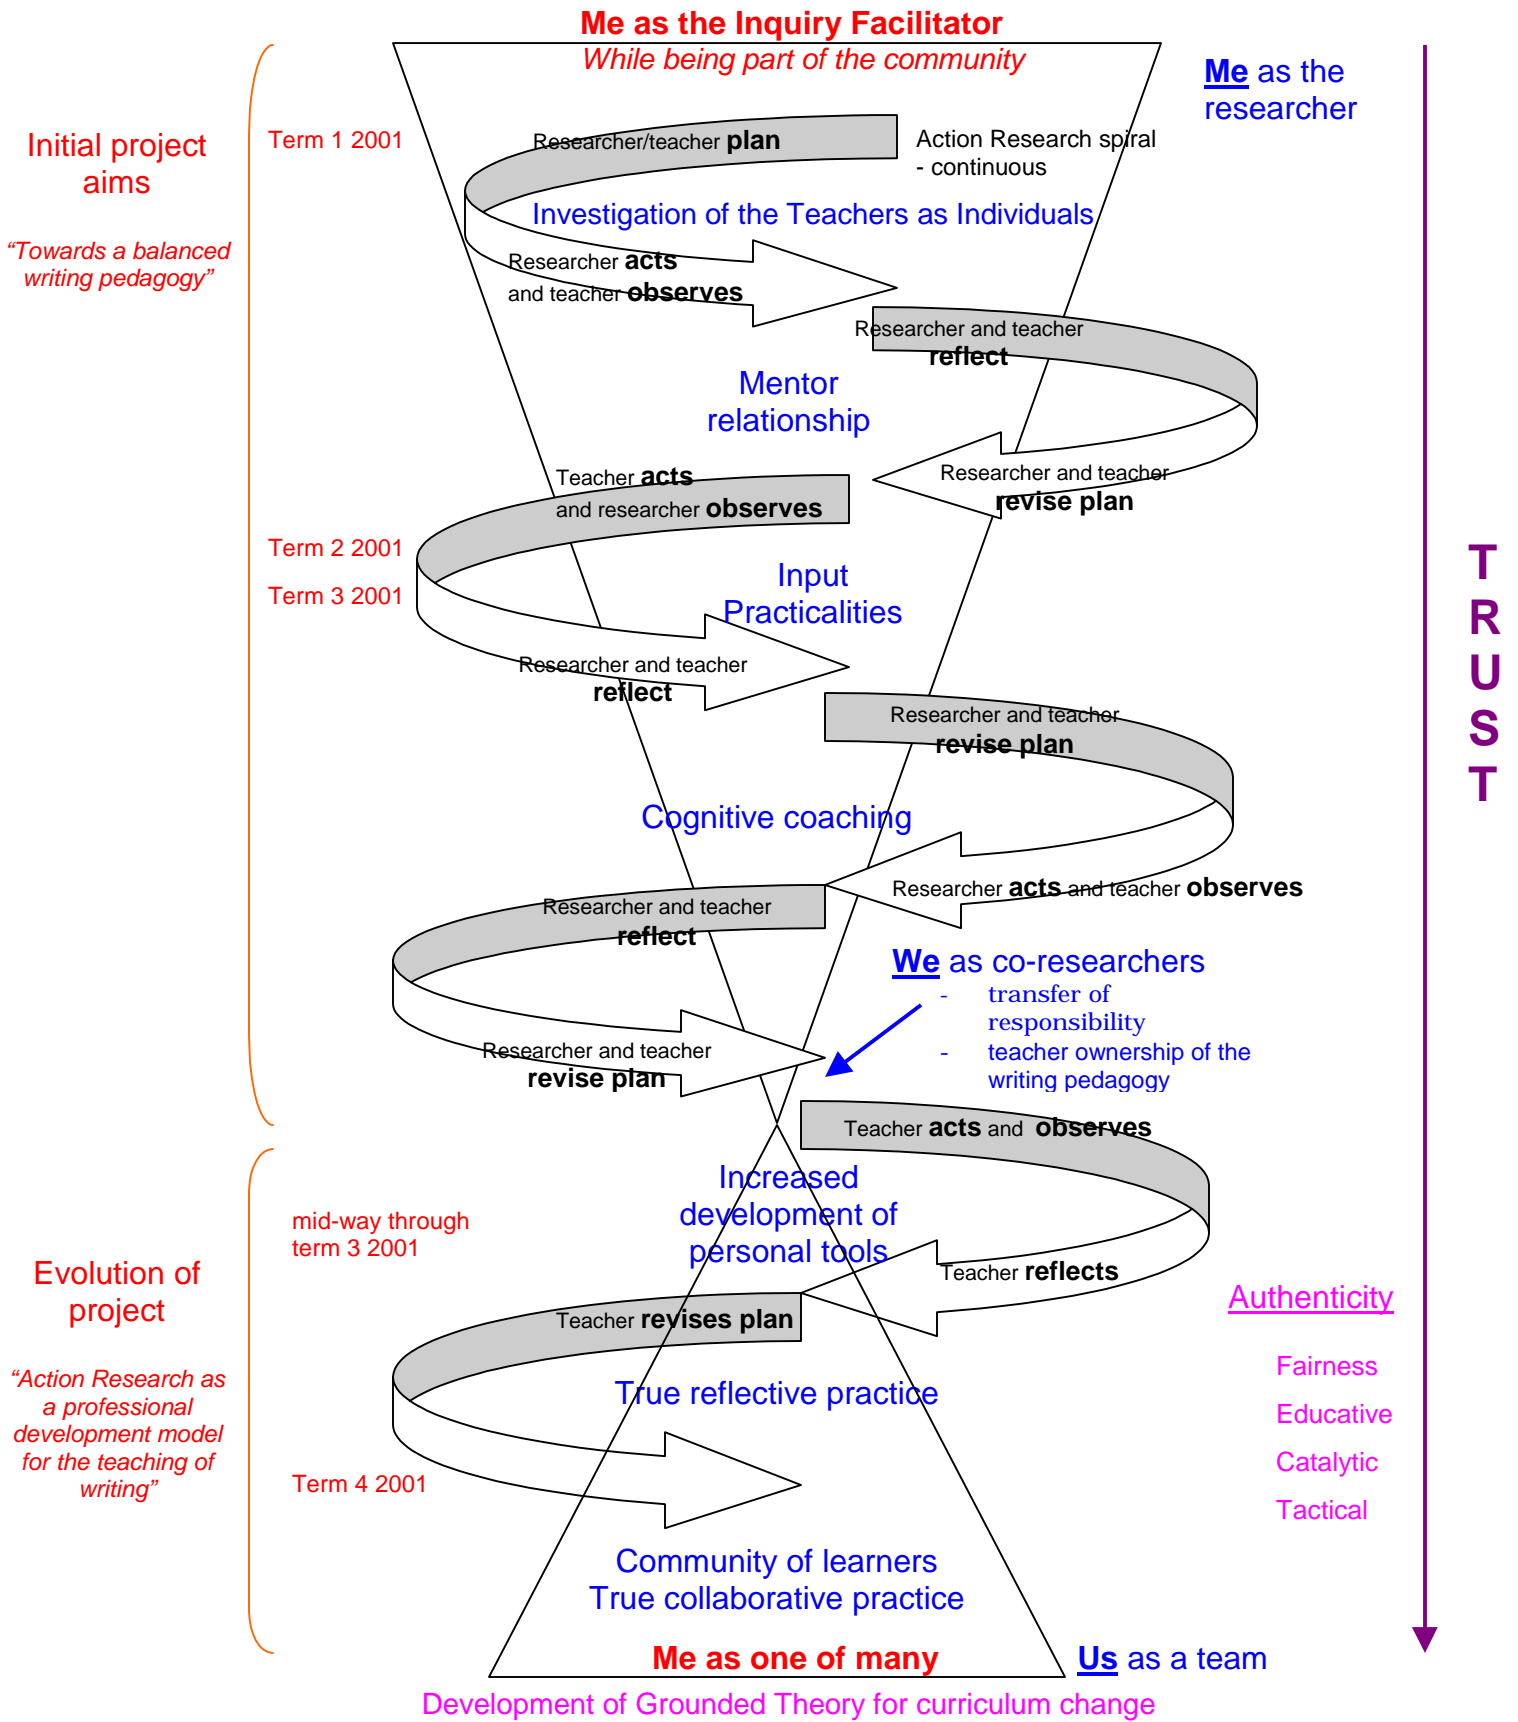 Me as the Inquiry Facilitator
While being part of the community
Me as the
researcher
Initial project
aims
“Towards a balanced
writing pedagogy”
Term 1 2001
Researcher/teacher plan
Action Research spiral
- continuous
Investigation of the Teachers as Individuals
Researcher acts
and teacher observes
Researcher and teacher
reflect
Mentor
relationship
Researcher and teacher
revise plan
Teacher acts
and researcher observes
Term 2 2001
Term 3 2001
Input
Practicalities
Researcher and teacher
reflect
Researcher and teacher
revise plan
T
R
U
S
T
Cognitive coaching
Researcher acts and teacher observes
Researcher and teacher
reflect
We as co-researchers
- transfer of
responsibility
- teacher ownership of the
writing pedagogy
Researcher and teacher
revise plan
Teacher acts and observes
Increased
development of
personal tools
mid-way through
term 3 2001
Teacher reflects
Evolution of
project
“Action Research as
a professional
development model
for the teaching of
writing”
Teacher revises plan
Authenticity
Fairness
Educative
Catalytic
Tactical
True reflective practice
Term 4 2001
Community of learners
True collaborative practice
Me as one of many
Us as a team
Development of Grounded Theory for curriculum change